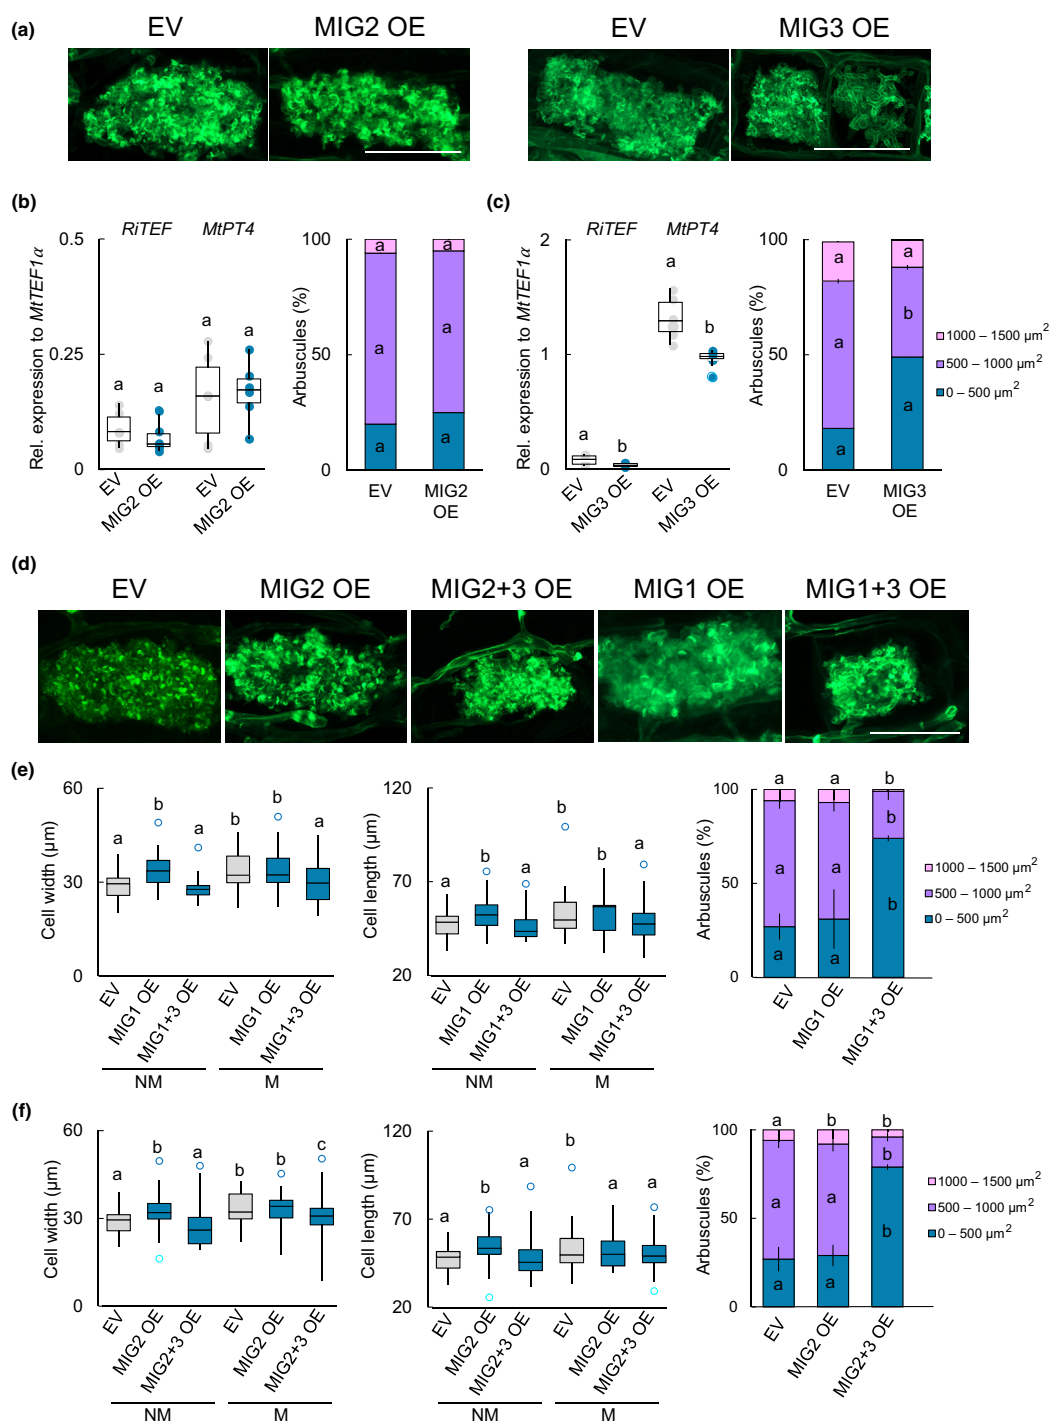 (a)
EV MIG2 OE EV MIG3 OE
(b)
RiTEF MtPT4
Rel. expression to MtTEF1α
0.5
0.25
0
a a a a
EV
MIG2 OE
EV
MIG2 OE
Arbuscules (%)
100
50
0
a a
a a
a a
EV MIG2 OE
(c)
RiTEF MtPT4
Rel. expression to MtTEF1α
2
1
0
a b a b
EV
MIG3 OE
EV
MIG3 OE
Arbuscules (%)
100
50
0
a a
a b
a a
EV MIG3 OE
1000 – 1500 µm²
500 – 1000 µm²
0 – 500 µm²
(d)
EV MIG2 OE MIG2+3 OE MIG1 OE MIG1+3 OE
(e)
Cell width (µm)
60
30
0
a b a b b a
EV
MIG1 OE
MIG1+3 OE
EV
MIG1 OE
MIG1+3 OE
NM M
Cell length (µm)
120
70
20
a b a b b a
EV
MIG1 OE
MIG1+3 OE
EV
MIG1 OE
MIG1+3 OE
NM M
Arbuscules (%)
100
50
0
a a b
a a b
a a b
EV
MIG1 OE
MIG1+3 OE
1000 – 1500 µm²
500 – 1000 µm²
0 – 500 µm²
(f)
Cell width (µm)
60
30
0
a b a b b c
EV
MIG2 OE
MIG2+3 OE
EV
MIG2 OE
MIG2+3 OE
NM M
Cell length (µm)
120
70
20
a b a b a a
EV
MIG2 OE
MIG2+3 OE
EV
MIG2 OE
MIG2+3 OE
NM M
Arbuscules (%)
100
50
0
a b b
a a b
a a b
EV
MIG2 OE
MIG2+3 OE
1000 – 1500 µm²
500 – 1000 µm²
0 – 500 µm²